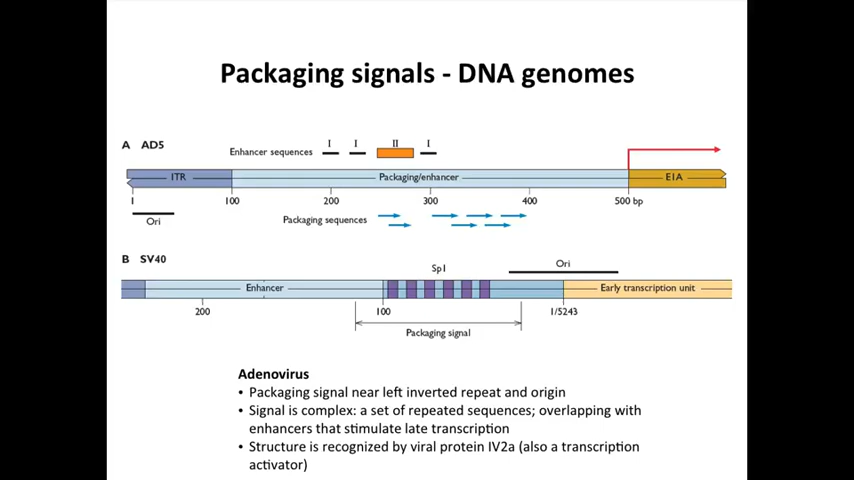 Packaging signals - DNA genomes
A AD5
Enhancer sequences I I II I
ITR Packaging/enhancer E1A
1 100 200 300 400 500 bp
Ori
Packaging sequences
B SV40
Sp1 Ori
Enhancer Early transcription unit
200 100 1/5243
Packaging signal
Adenovirus
• Packaging signal near left inverted repeat and origin
• Signal is complex: a set of repeated sequences; overlapping with
enhancers that stimulate late transcription
• Structure is recognized by viral protein IV2a (also a transcription
activator)